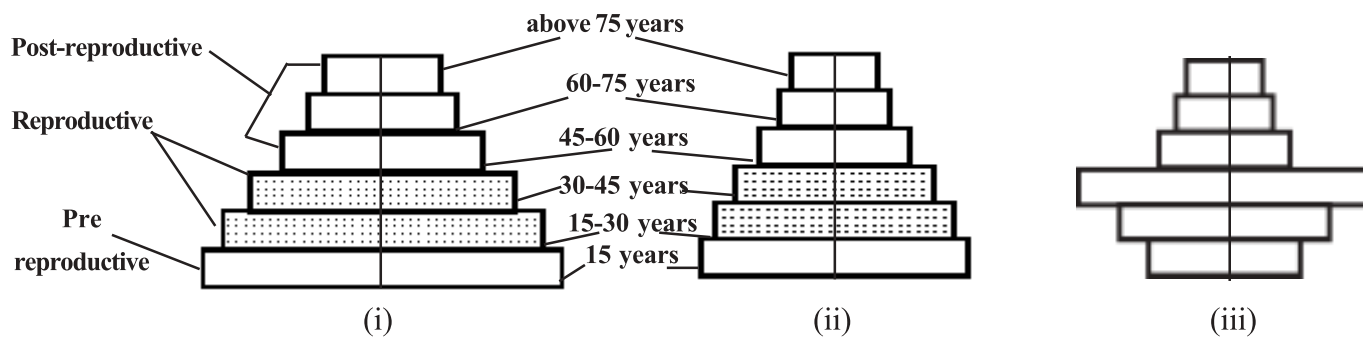 above 75 years
Post-reproductive
60-75 years
Reproductive
45-60 years
30-45 years
Pre
15-30 years
reproductive
15 years
(i)
(ii)
(iii)